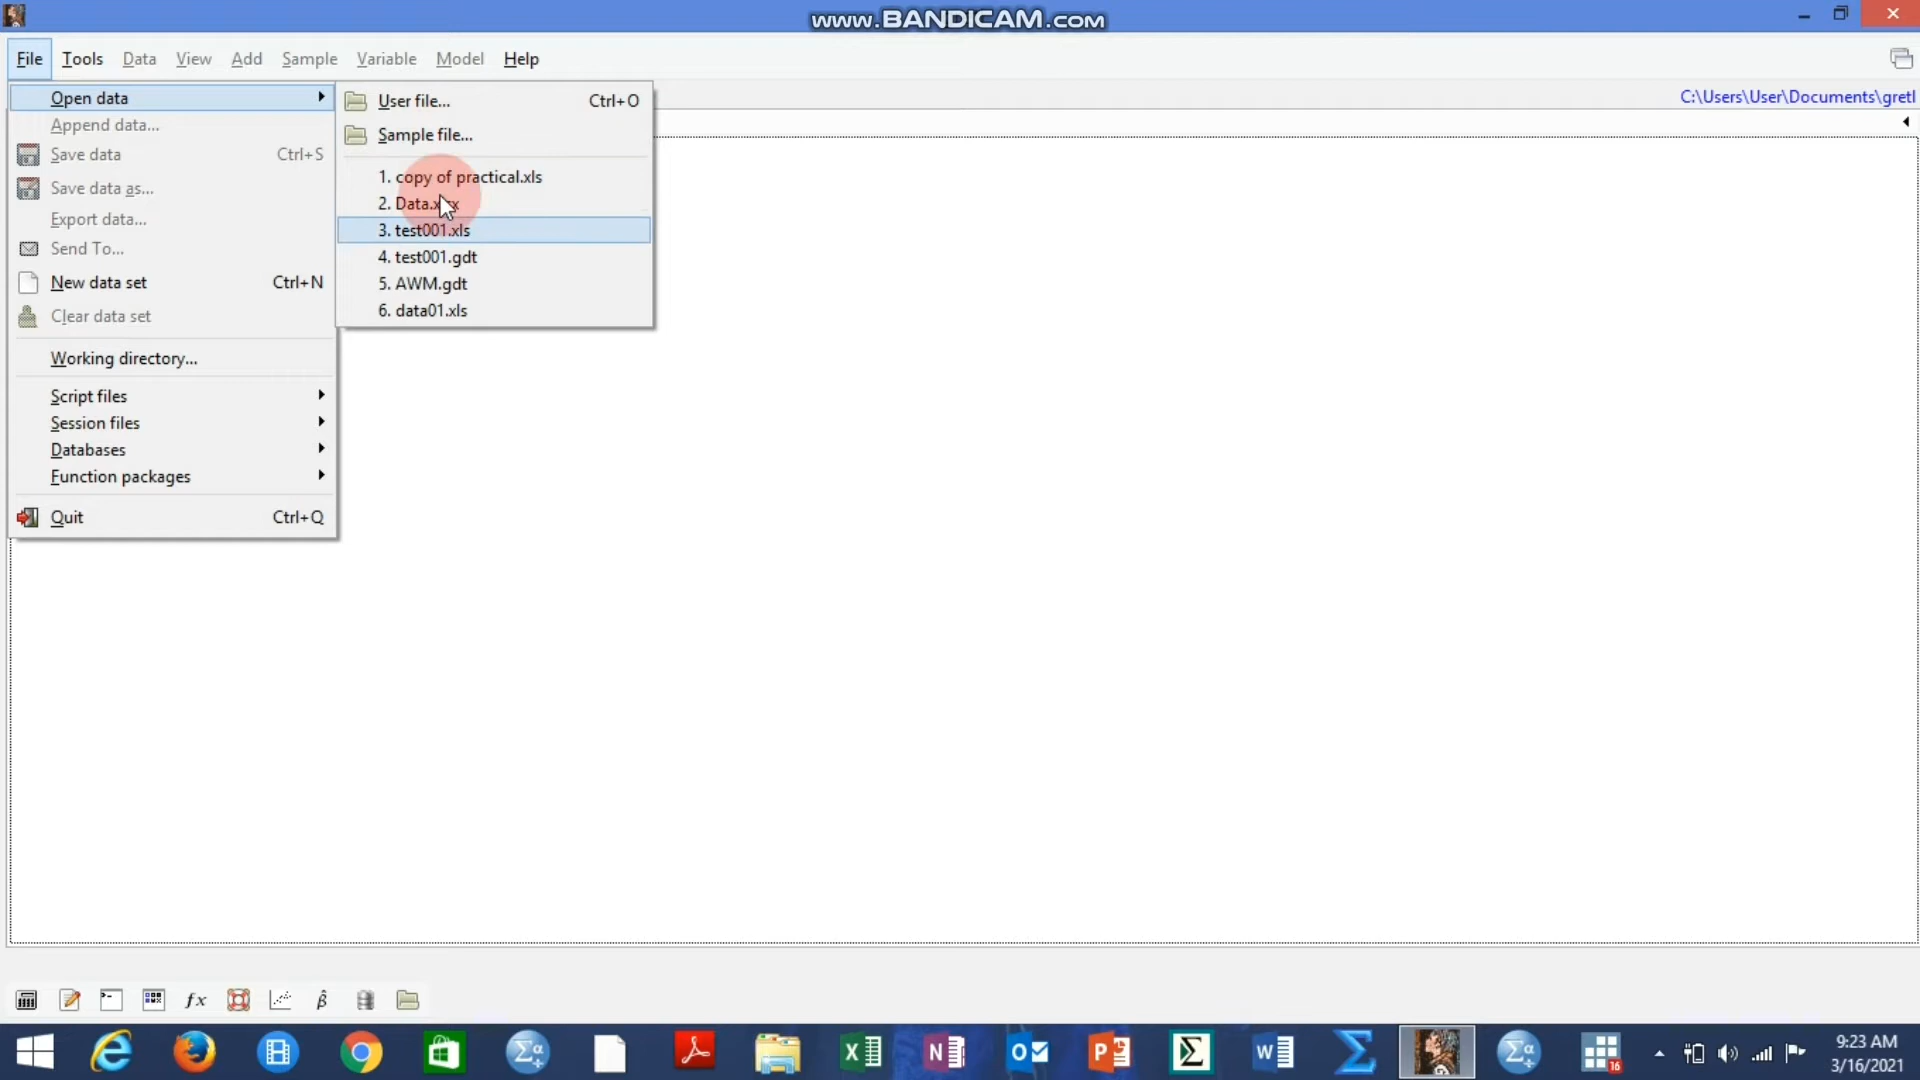 www.BANDICAM.com
File Tools Data View Add Sample Variable Model Help
C:\Users\User\Documents\gretl
Open data
Append data...
Save data Ctrl+S
Save data as...
Export data...
Send To...
New data set Ctrl+N
Clear data set
Working directory...
Script files
Session files
Databases
Function packages
Quit Ctrl+Q
User file... Ctrl+O
Sample file...
1. copy of practical.xls
2.
3. test001.xls
4. test001.gdt
5. AWM.gdt
6. data01.xls
fx
β
9:23 AM
3/16/2021
16